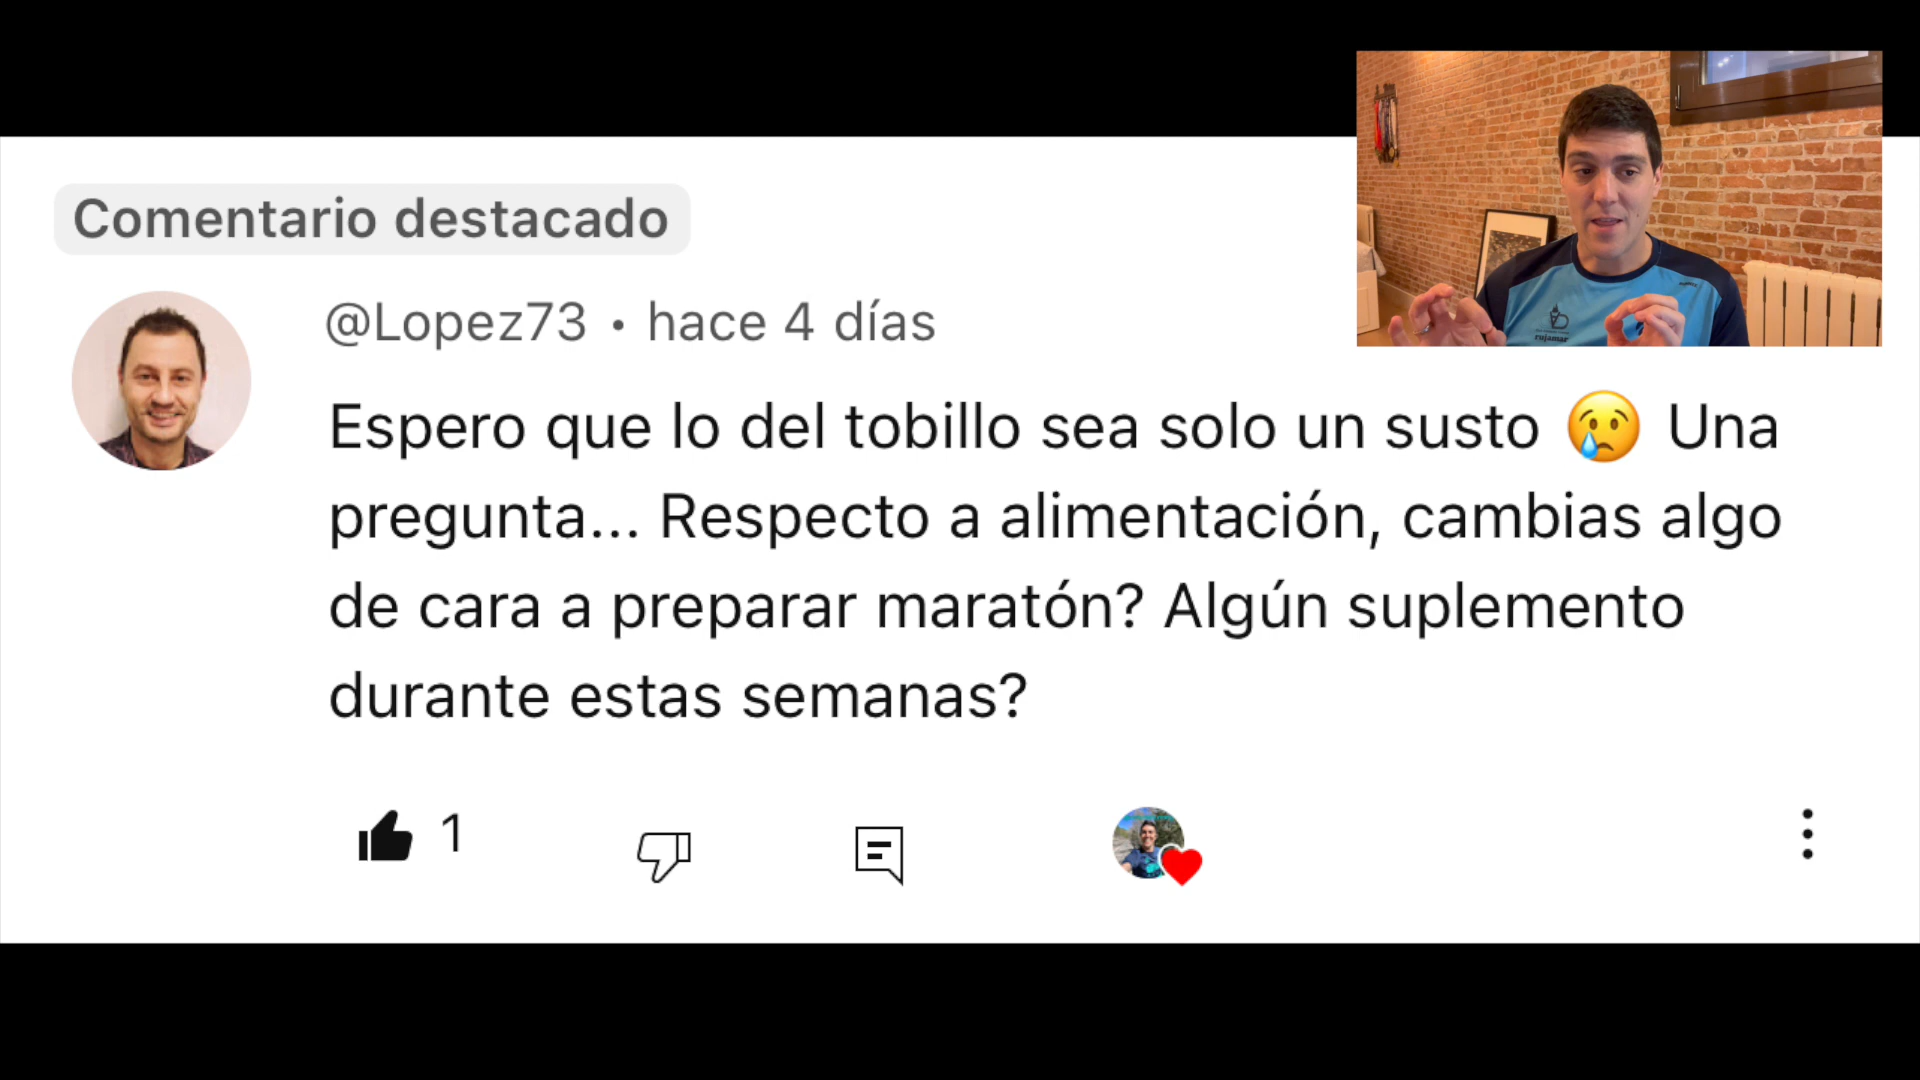 Comentario destacado
@Lopez73 · hace 4 días
Espero que lo del tobillo sea solo un susto 😢 Una
pregunta... Respecto a alimentación, cambias algo
de cara a preparar maratón? Algún suplemento
durante estas semanas?
1
rujamar